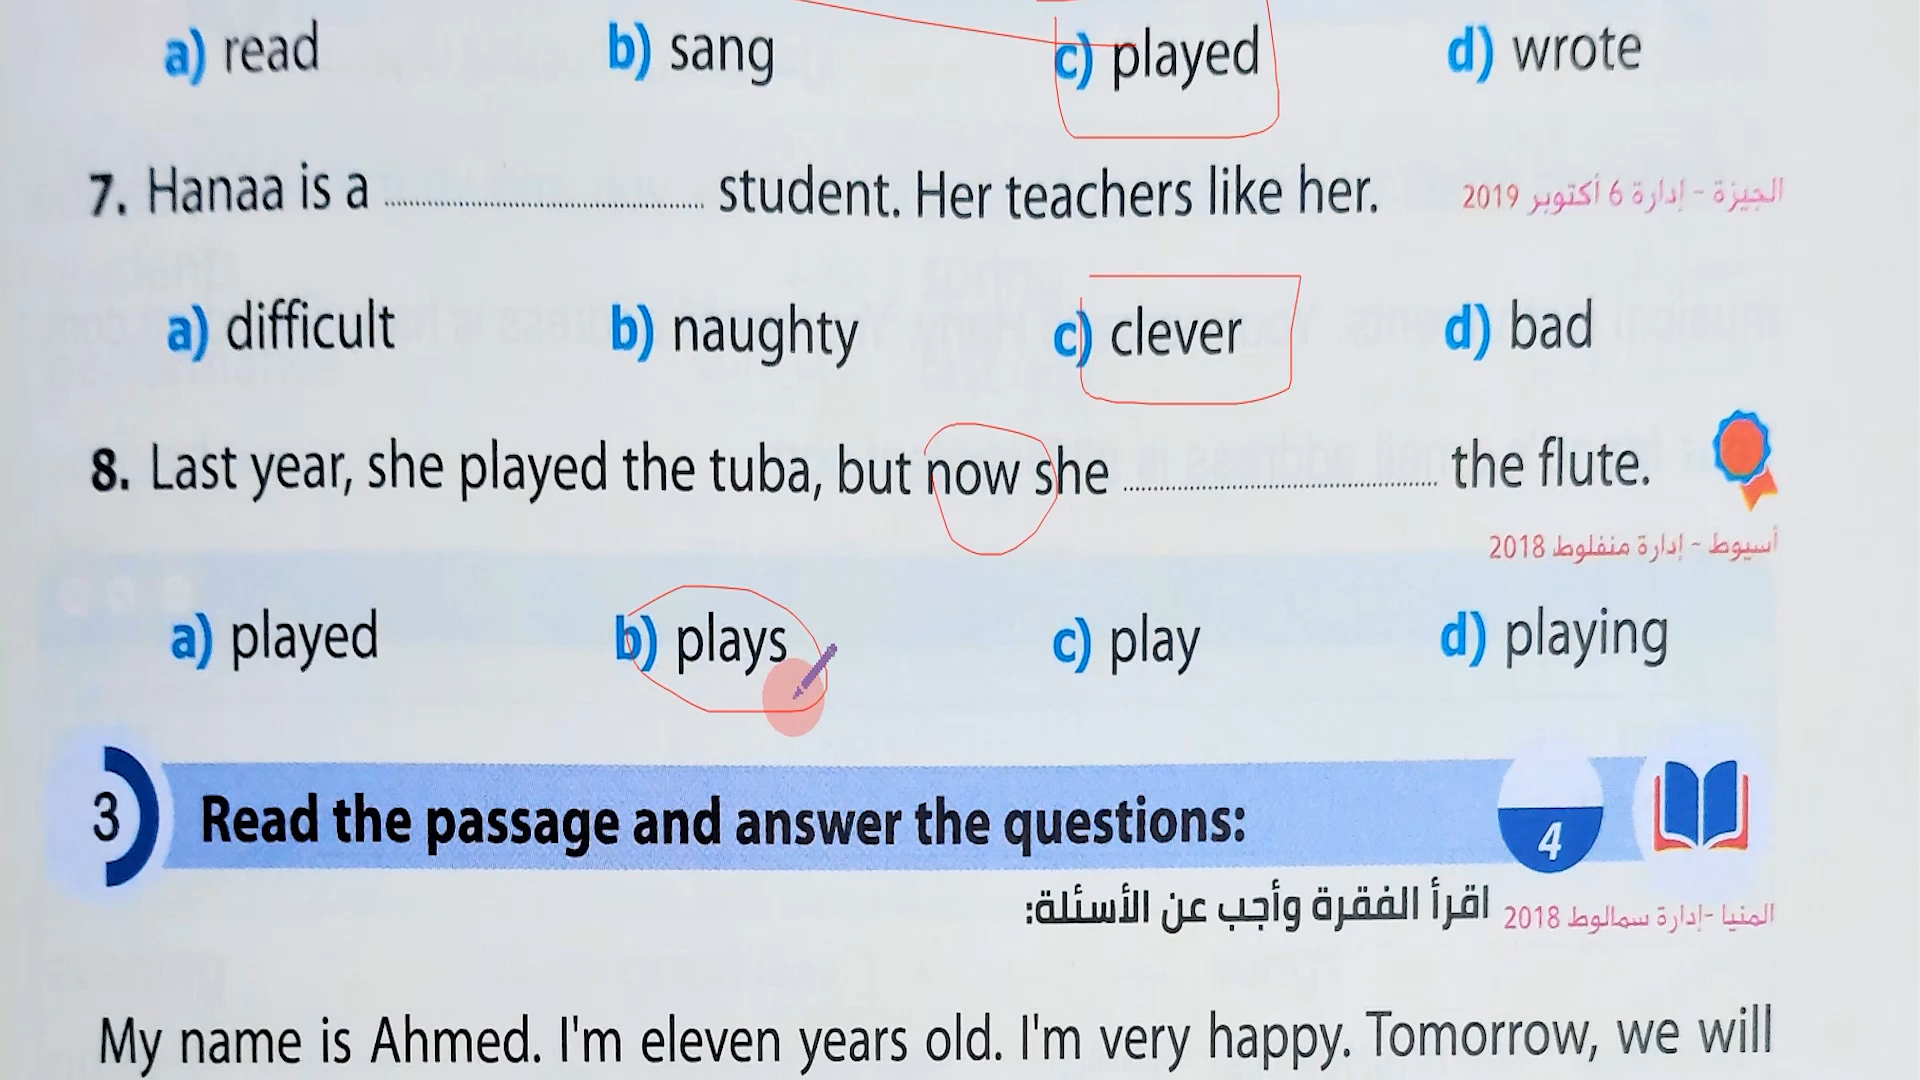 a) read b) sang c) played d) wrote
7. Hanaa is a ............ student. Her teachers like her. الجيزة - إدارة 6 أكتوبر 2019
a) difficult b) naughty c) clever d) bad
8. Last year, she played the tuba, but now she ............ the flute.
أسيوط - إدارة منفلوط 2018
a) played b) plays c) play d) playing
3 Read the passage and answer the questions: 4
اقرأ الفقرة وأجب عن الأسئلة: المنيا -إدارة سمالوط 2018
My name is Ahmed. I'm eleven years old. I'm very happy. Tomorrow, we will